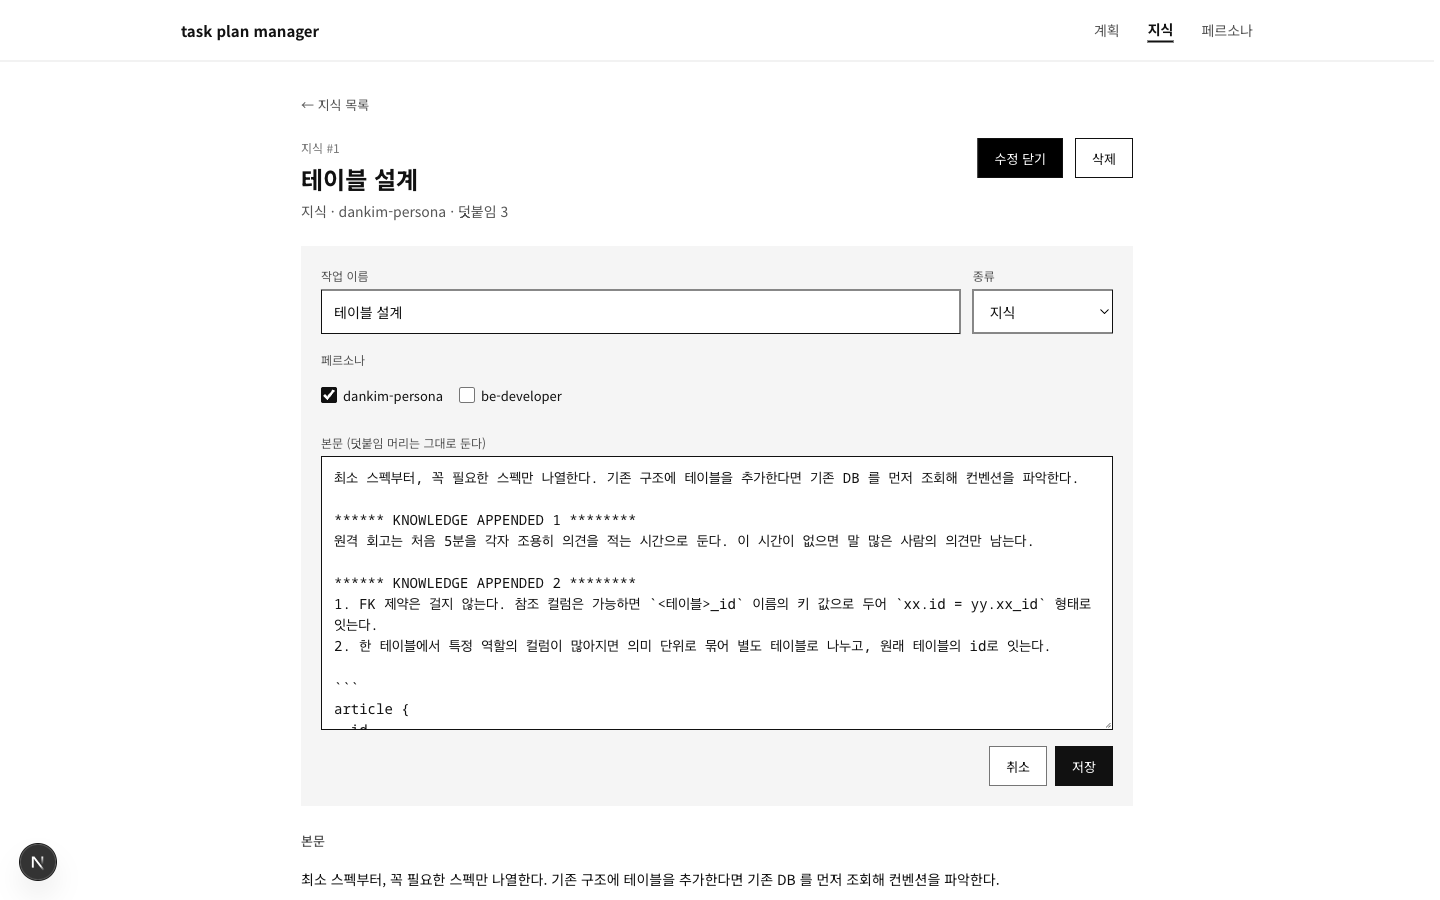 task plan manager
계획
지식
페르소나
← 지식 목록
지식 #1
테이블 설계
지식 · dankim-persona · 덧붙임 3
수정 닫기
삭제
작업 이름
종류
테이블 설계
지식
페르소나
dankim-persona
be-developer
본문 (덧붙임 머리는 그대로 둔다)
최소 스펙부터, 꼭 필요한 스펙만 나열한다. 기존 구조에 테이블을 추가한다면 기존 DB 를 먼저 조회해 컨벤션을 파악한다.
****** KNOWLEDGE APPENDED 1 ********
원격 회고는 처음 5분을 각자 조용히 의견을 적는 시간으로 둔다. 이 시간이 없으면 말 많은 사람의 의견만 남는다.
****** KNOWLEDGE APPENDED 2 ********
1. FK 제약은 걸지 않는다. 참조 컬럼은 가능하면 `<테이블>_id` 이름의 키 값으로 두어 `xx.id = yy.xx_id` 형태로
잇는다.
2. 한 테이블에서 특정 역할의 컬럼이 많아지면 의미 단위로 묶어 별도 테이블로 나누고, 원래 테이블의 id로 잇는다.
```
article {
id
취소
저장
본문
최소 스펙부터, 꼭 필요한 스펙만 나열한다. 기존 구조에 테이블을 추가한다면 기존 DB 를 먼저 조회해 컨벤션을 파악한다.
N